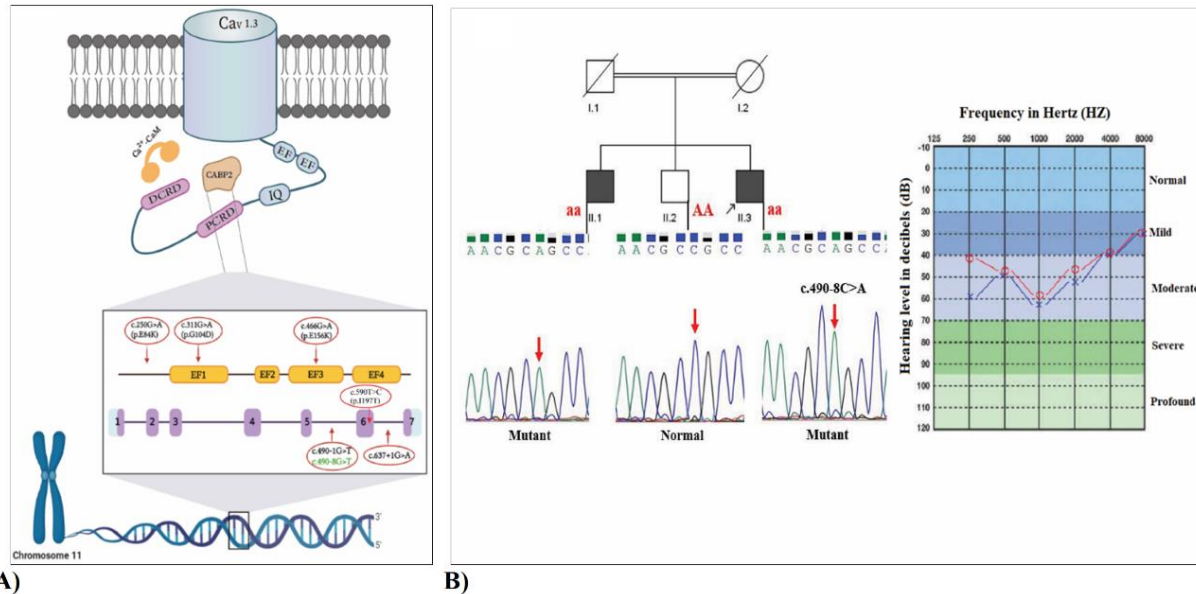 Cav 1.3
Ca²⁺-CaM
EF
EF
CABP2
DCRD
IQ
PCRD
c.250G>A
(p.E84K)
c.311G>A
(p.G104D)
c.466G>A
(p.E156K)
EF1
EF2
EF3
EF4
c.590T>C
(p.I197T)
1
2
3
4
5
6
7
c.490-1G>T
c.490-8G>T
c.637+1G>A
3'
5'
Chromosome 11
A)
I.1
I.2
aa
II.1
II.2
AA
II.3
aa
A A C G C A G C C
A A C G C C G C C
A A C G C A G C C
c.490-8C>A
Mutant
Normal
Mutant
Frequency in Hertz (HZ)
125
250
500
1000
2000
4000
8000
Hearing level in decibels (dB)
-10
0
10
20
30
40
50
60
70
80
90
100
110
120
Normal
Mild
Moderate
Severe
Profound
B)